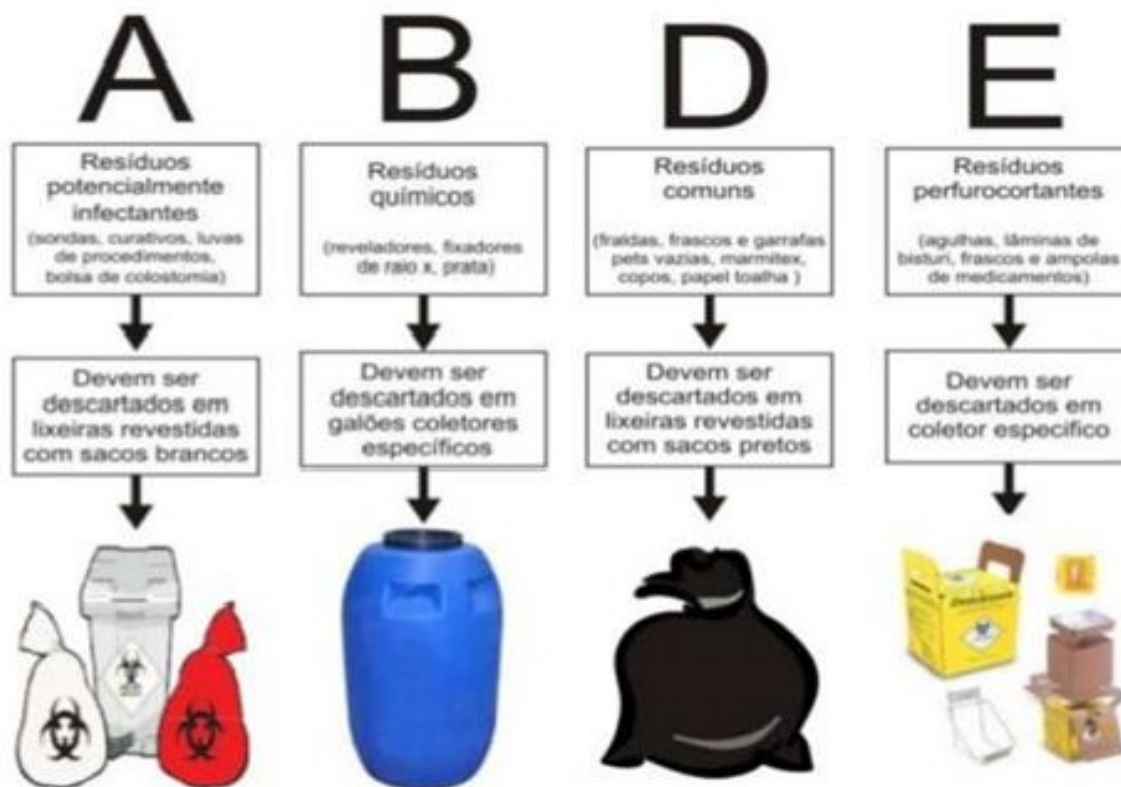 A
Resíduos
potencialmente
infectantes
(sondas, curativos, luvas
de procedimentos,
bolsa de colostomia)
Devem ser
descartados em
lixeiras revestidas
com sacos brancos
B
Resíduos
químicos
(reveladores, fixadores
de raio x, prata)
Devem ser
descartados em
galões coletores
específicos
D
Resíduos
comuns
(fraldas, frascos e garrafas
pets vazias, marmitex,
copos, papel toalha )
Devem ser
descartados em
lixeiras revestidas
com sacos pretos
E
Resíduos
perfurocortantes
(agulhas, lâminas de
bisturi, frascos e ampolas
de medicamentos)
Devem ser
descartados em
coletor específico